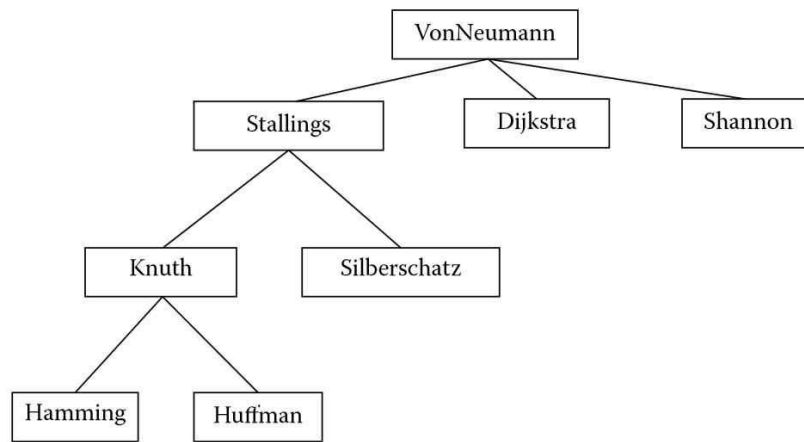 VonNeumann
Stallings
Dijkstra
Shannon
Knuth
Silberschatz
Hamming
Huffman